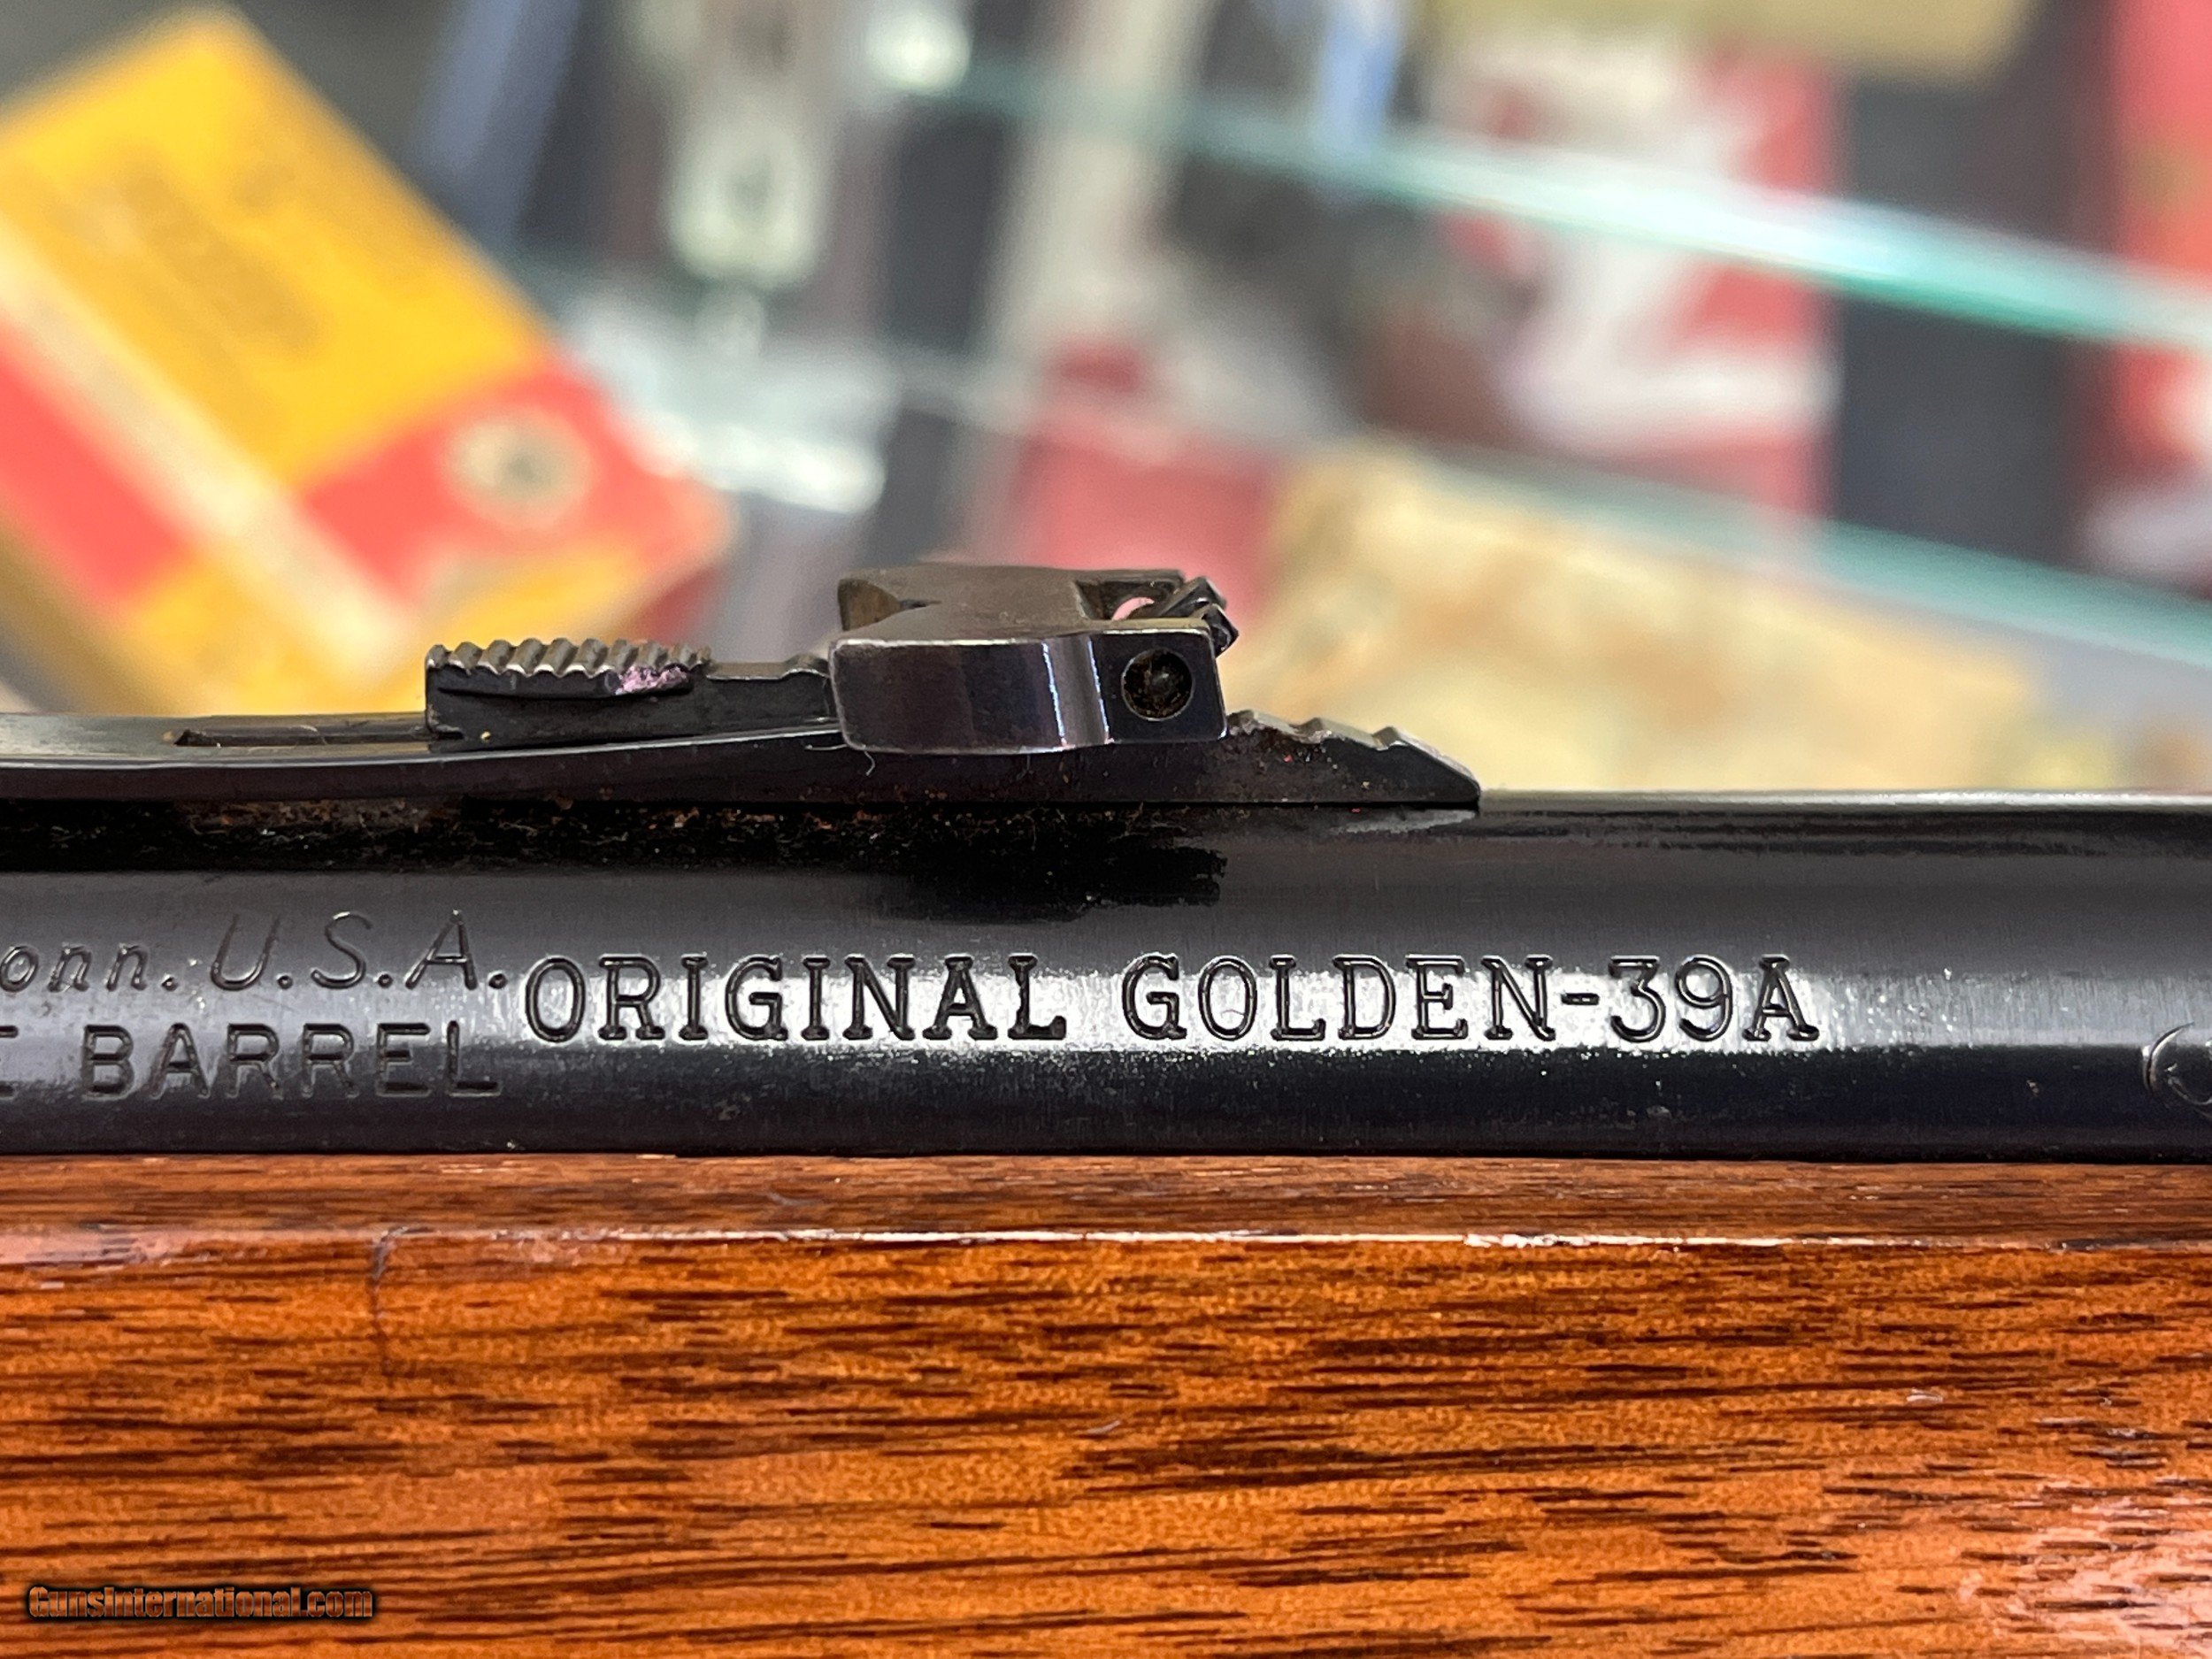 onn. U.S.A.
E BARREL
ORIGINAL GOLDEN-39A
GunsInternational.com